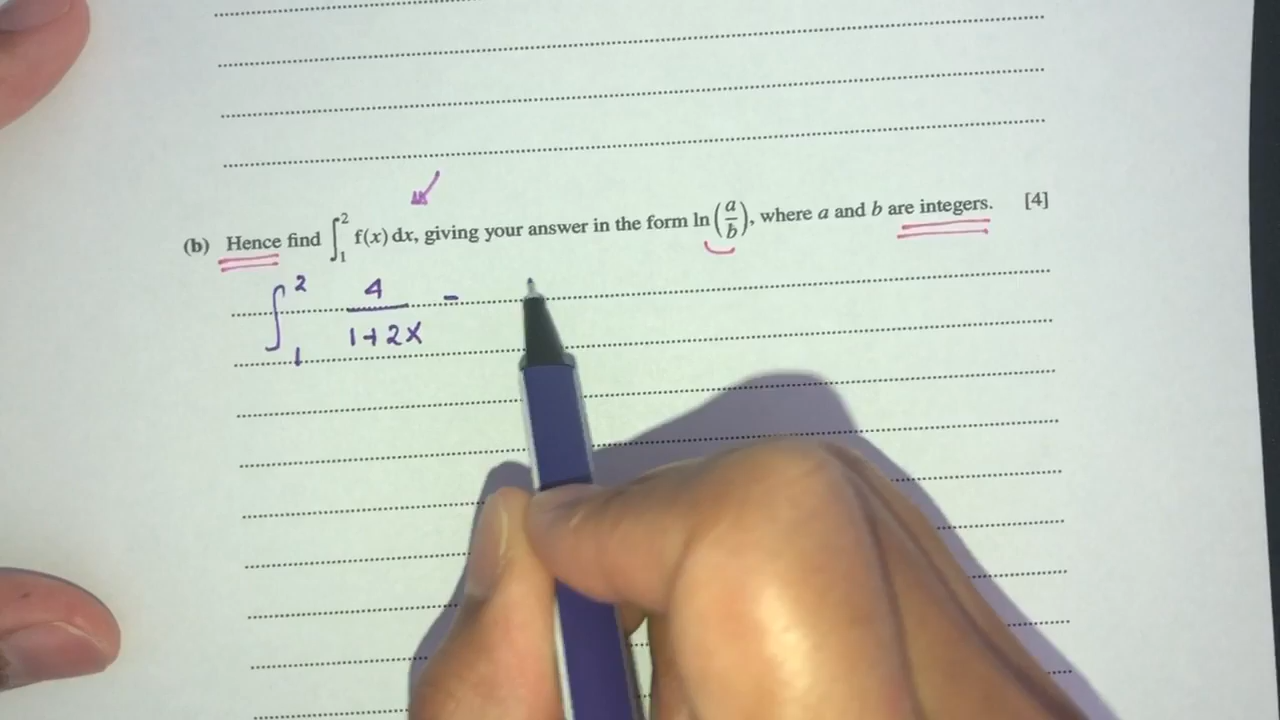 (b) Hence find ∫₁² f(x) dx, giving your answer in the form ln(a/b), where a and b are integers. [4]
∫₁² 4/(1+2x) -